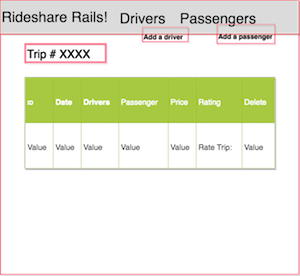 Rideshare Rails! Drivers Passengers
Add a driver Add a passenger
Trip # XXXX
ID Date Drivers Passenger Price Rating Delete
Value Value Value Value Value Rate Trip: Value